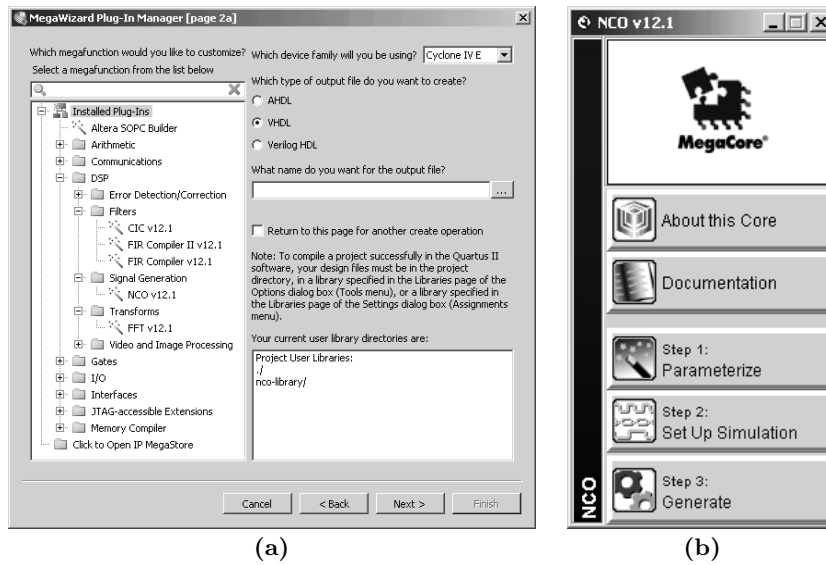 MegaWizard Plug-In Manager [page 2a]
Which megafunction would you like to customize?
Select a megafunction from the list below
Installed Plug-Ins
Altera SOPC Builder
Arithmetic
Communications
DSP
Error Detection/Correction
Filters
CIC v12.1
FIR Compiler II v12.1
FIR Compiler v12.1
Signal Generation
NCO v12.1
Transforms
FFT v12.1
Video and Image Processing
Gates
I/O
Interfaces
JTAG-accessible Extensions
Memory Compiler
Click to Open IP MegaStore
Which device family will you be using? Cyclone IV E
Which type of output file do you want to create?
AHDL
VHDL
Verilog HDL
What name do you want for the output file?
...
Return to this page for another create operation
Note: To compile a project successfully in the Quartus II
software, your design files must be in the project
directory, in a library specified in the Libraries page of the
Options dialog box (Tools menu), or a library specified in
the Libraries page of the Settings dialog box (Assignments
menu).
Your current user library directories are:
Project User Libraries:
./
nco-library/
Cancel < Back Next > Finish
(a)
NCO v12.1
MegaCore®
About this Core
Documentation
Step 1:
Parameterize
Step 2:
Set Up Simulation
Step 3:
Generate
NCO
(b)